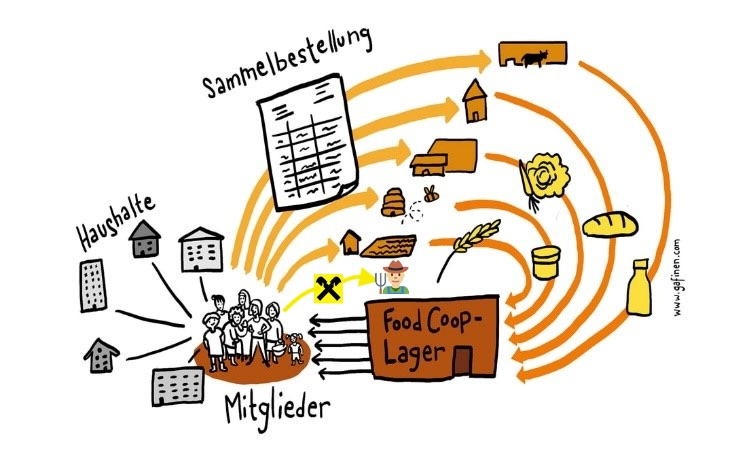 Sammelbestellung
Haushalte
Food Coop-
Lager
Mitglieder
www.gafinen.com